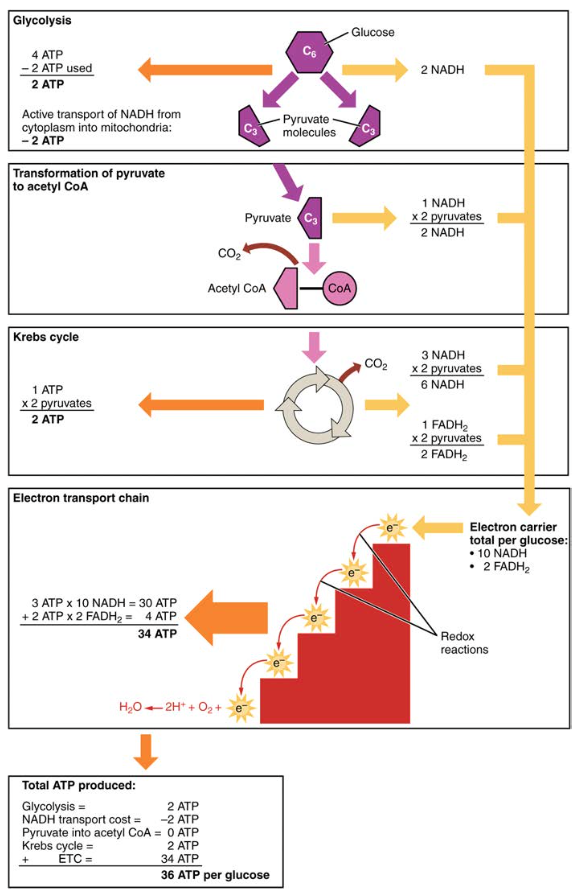 Glycolysis
Glucose
C6
4 ATP
– 2 ATP used
2 ATP
2 NADH
Active transport of NADH from
cytoplasm into mitochondria:
– 2 ATP
C3
Pyruvate
molecules
C3
Transformation of pyruvate
to acetyl CoA
Pyruvate
C3
1 NADH
x 2 pyruvates
2 NADH
CO2
Acetyl CoA
CoA
Krebs cycle
CO2
3 NADH
x 2 pyruvates
6 NADH
1 ATP
x 2 pyruvates
2 ATP
1 FADH2
x 2 pyruvates
2 FADH2
Electron transport chain
e–
Electron carrier
total per glucose:
• 10 NADH
• 2 FADH2
e–
3 ATP x 10 NADH = 30 ATP
+ 2 ATP x 2 FADH2 = 4 ATP
34 ATP
e–
Redox
reactions
e–
H2O ← 2H+ + O2 + e–
Total ATP produced:
Glycolysis = 2 ATP
NADH transport cost = –2 ATP
Pyruvate into acetyl CoA = 0 ATP
Krebs cycle = 2 ATP
+ ETC = 34 ATP
36 ATP per glucose